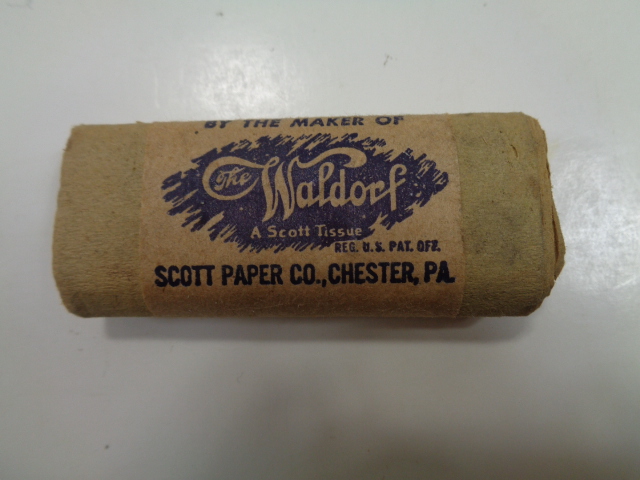 BY THE MAKER OF
The Waldorf
A Scott Tissue
REG. U.S. PAT. OFF.
SCOTT PAPER CO., CHESTER, PA.